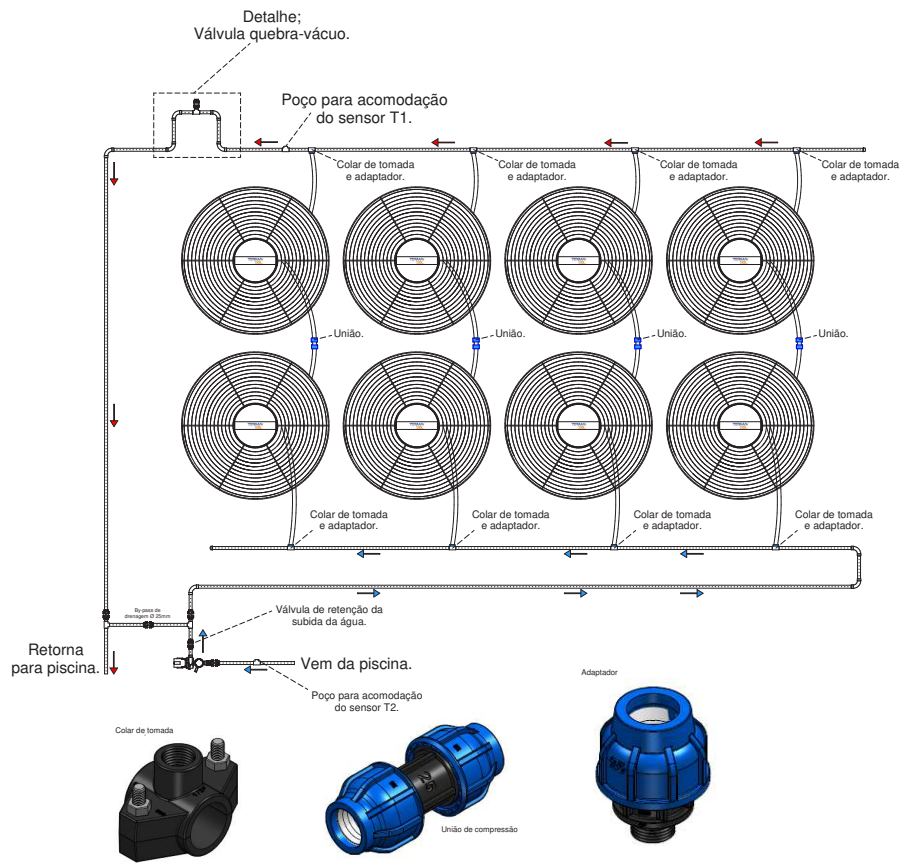 Detalhe;
Válvula quebra-vácuo.
Poço para acomodação
do sensor T1.
Colar de tomada
e adaptador.
Colar de tomada
e adaptador.
Colar de tomada
e adaptador.
Colar de tomada
e adaptador.
União.
União.
União.
União.
Colar de tomada
e adaptador.
Colar de tomada
e adaptador.
Colar de tomada
e adaptador.
Colar de tomada
e adaptador.
By-pass de
drenagem Ø 25mm
Válvula de retenção da
subida da água.
Retorna
para piscina.
Vem da piscina.
Poço para acomodação
do sensor T2.
Adaptador
Colar de tomada
25
União de compressão